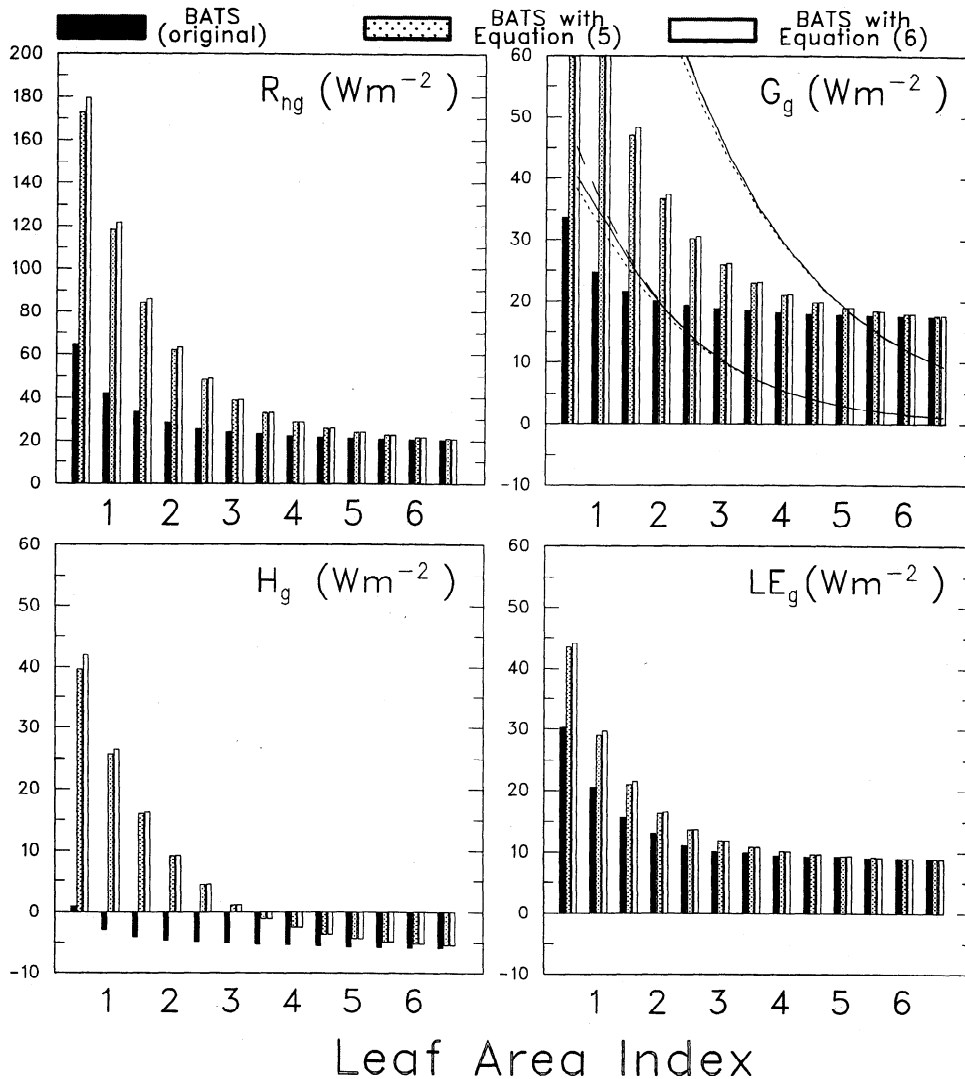 BATS (original)
BATS with Equation (5)
BATS with Equation (6)
R_ng (Wm⁻²)
200
180
160
140
120
100
80
60
40
20
0
1 2 3 4 5 6
G_g (Wm⁻²)
60
50
40
30
20
10
0
-10
1 2 3 4 5 6
H_g (Wm⁻²)
60
50
40
30
20
10
0
-10
1 2 3 4 5 6
LE_g (Wm⁻²)
60
50
40
30
20
10
0
-10
1 2 3 4 5 6
Leaf Area Index